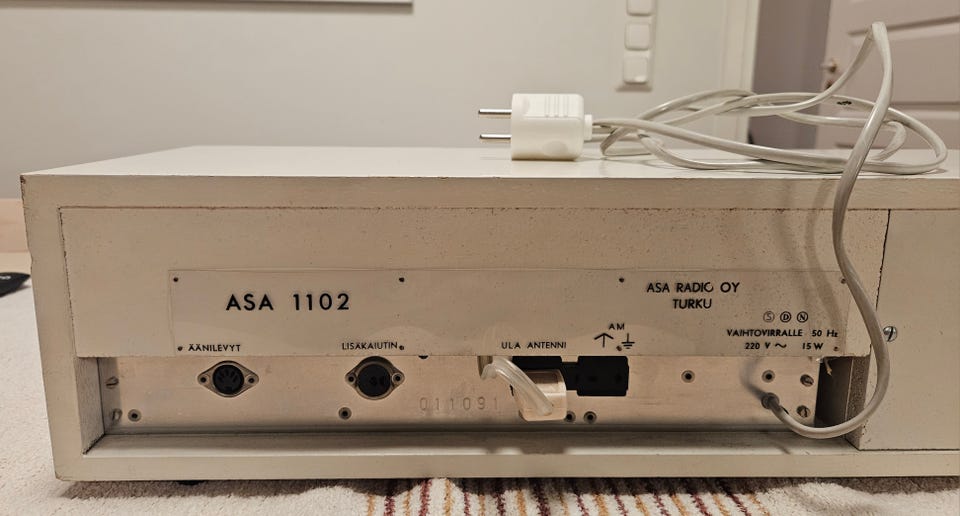 ASA 1102
ASA RADIO OY
TURKU
S D N
VAIHTOVIRRALLE 50 Hz
220 V ~ 15 W
ÄÄNILEVYT
LISÄKAIUTIN
ULA ANTENNI
AM
011091